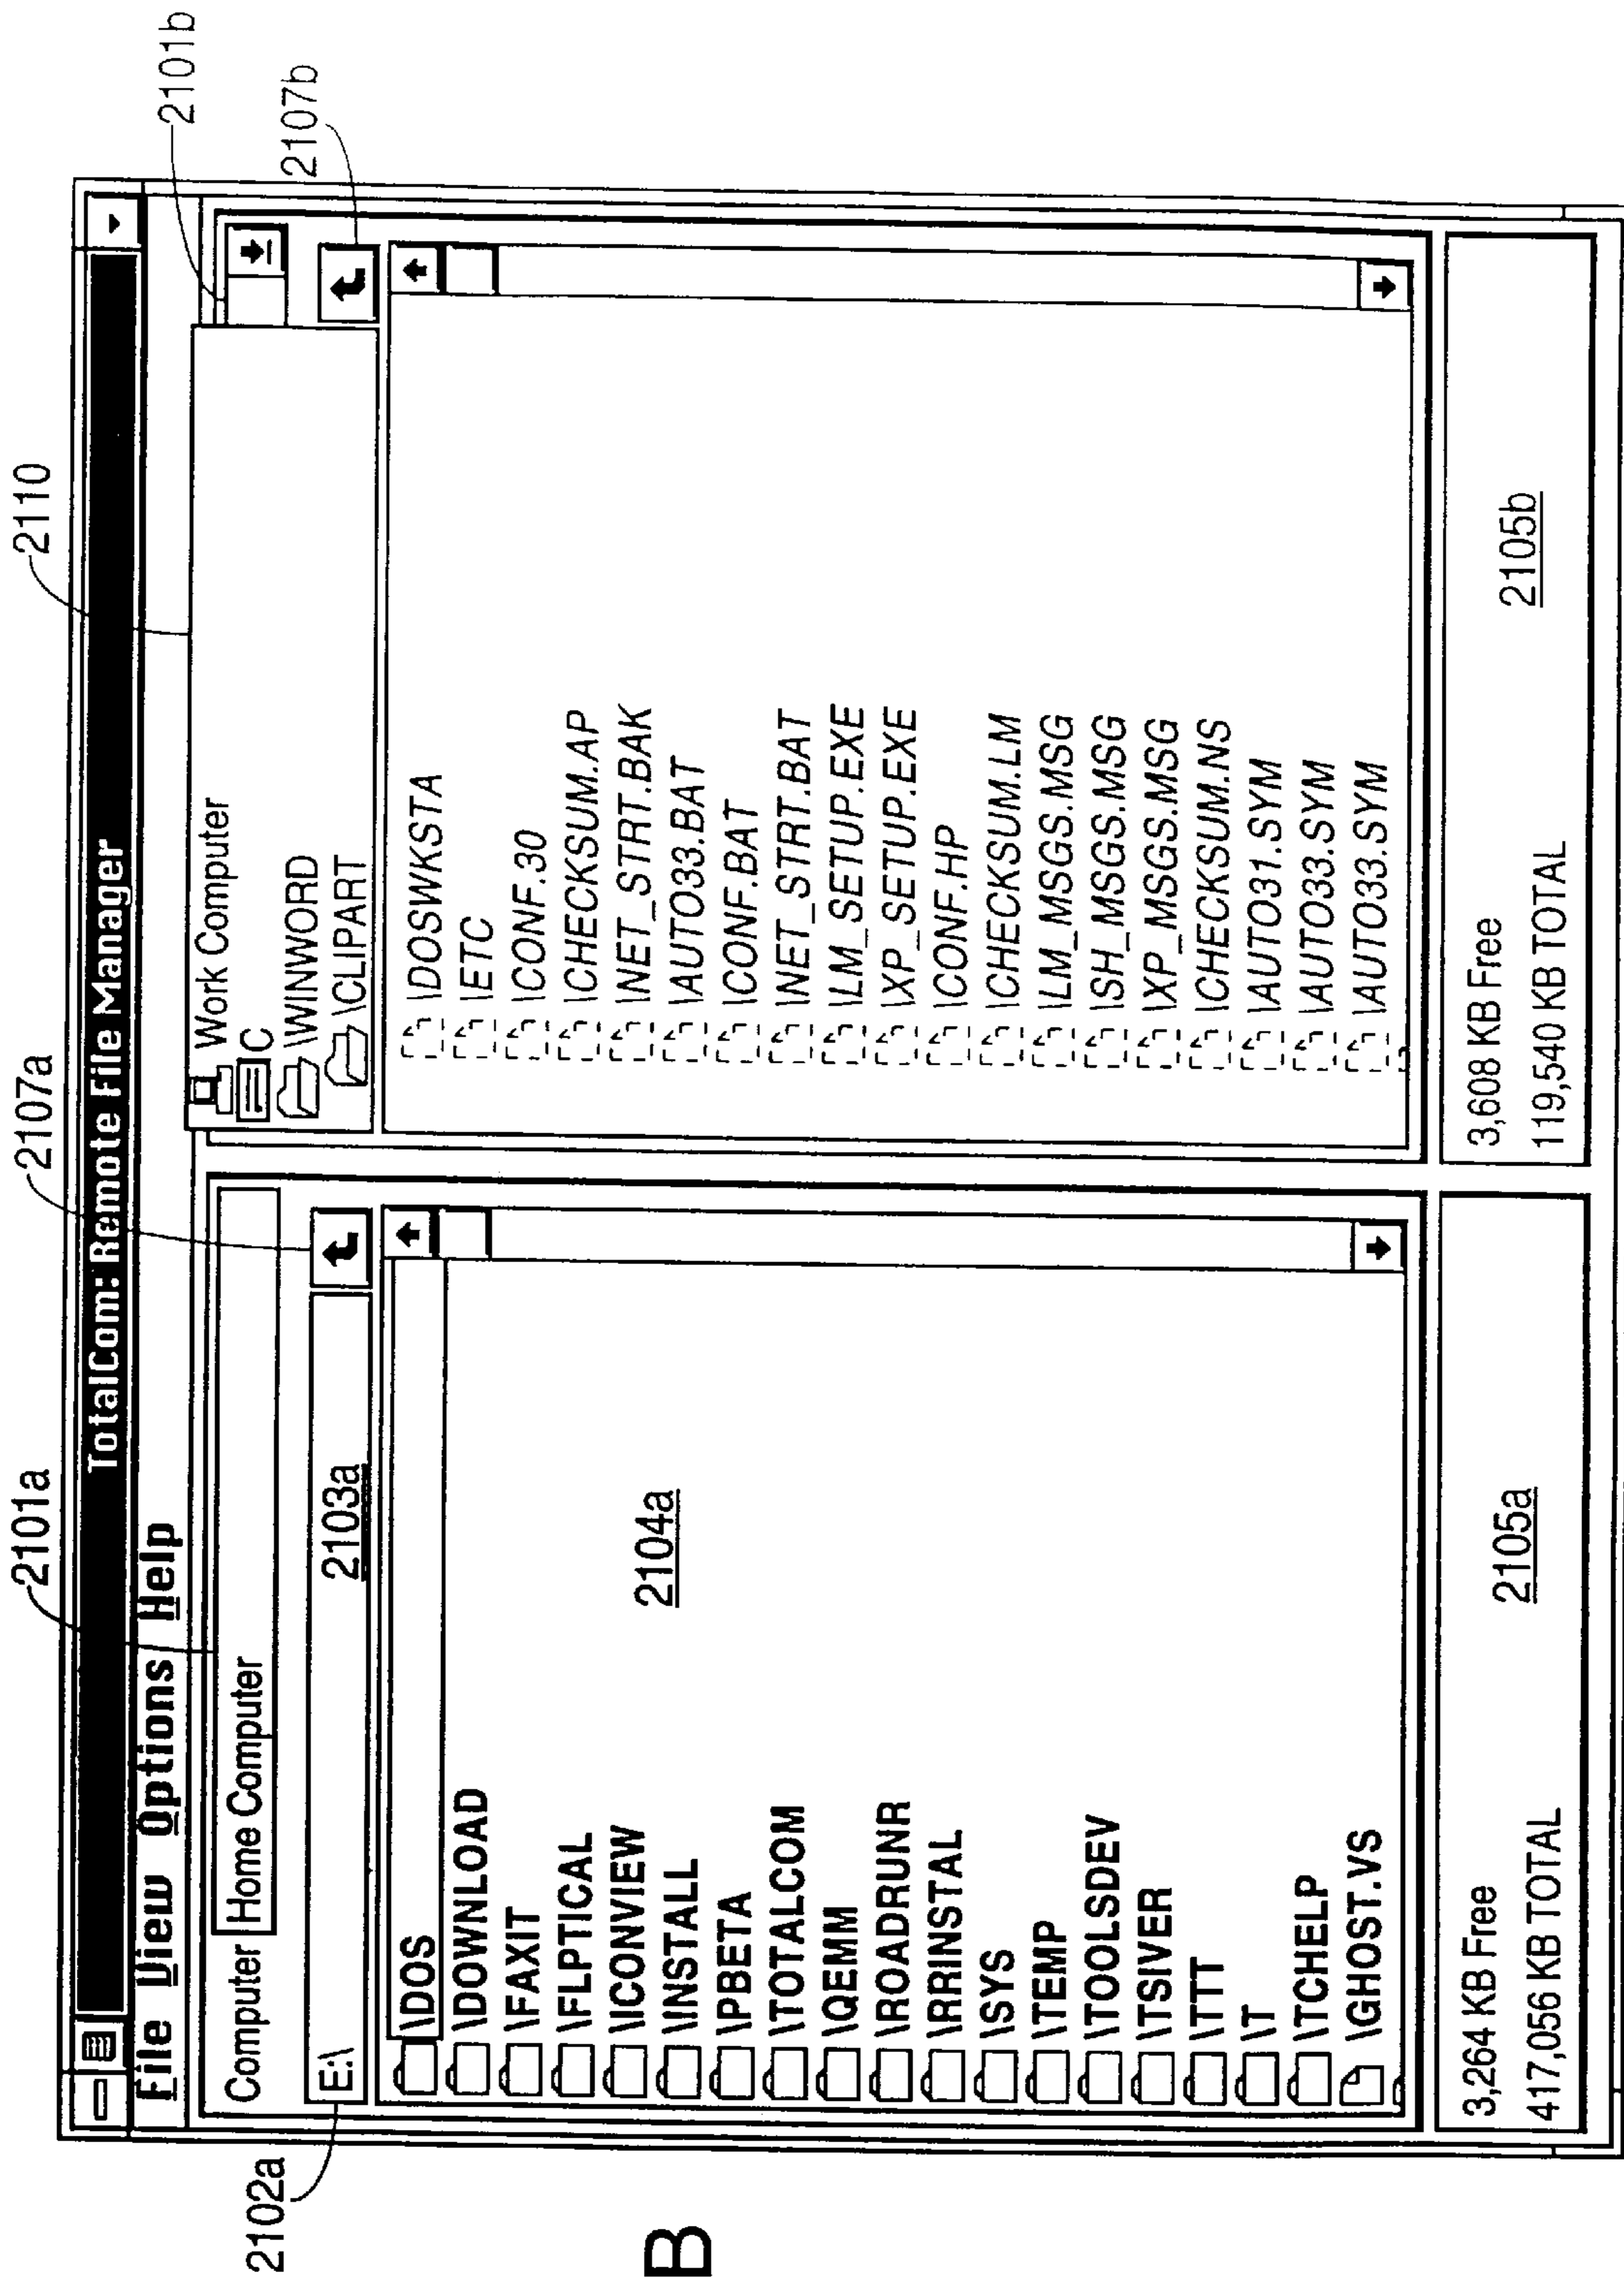 2101a
2107a
2110
2101b
2107b
TotalCom: Remote File Manager
File View Options Help
Computer Home Computer
2102a
E:\
2103a
\DOS
\DOWNLOAD
\FAXIT
\FLPTICAL
\ICONVIEW
\INSTALL
\PBETA
\TOTALCOM
\QEMM
\ROADRUNR
\RRINSTAL
\SYS
\TEMP
\TOOLSDEV
\TSIVER
\TTT
\T
\TCHELP
\GHOST.VS
2104a
3,264 KB Free
417,056 KB TOTAL
2105a
Work Computer
C
\WINWORD
\CLIPART
\DOSWKSTA
\ETC
\CONF.30
\CHECKSUM.AP
\NET_STRT.BAK
\AUTO33.BAT
\CONF.BAT
\NET_STRT.BAT
\LM_SETUP.EXE
\XP_SETUP.EXE
\CONF.HP
\CHECKSUM.LM
\LM_MSGS.MSG
\SH_MSGS.MSG
\XP_MSGS.MSG
\CHECKSUM.NS
\AUTO31.SYM
\AUTO33.SYM
\AUTO33.SYM
3,608 KB Free
119,540 KB TOTAL
2105b
B